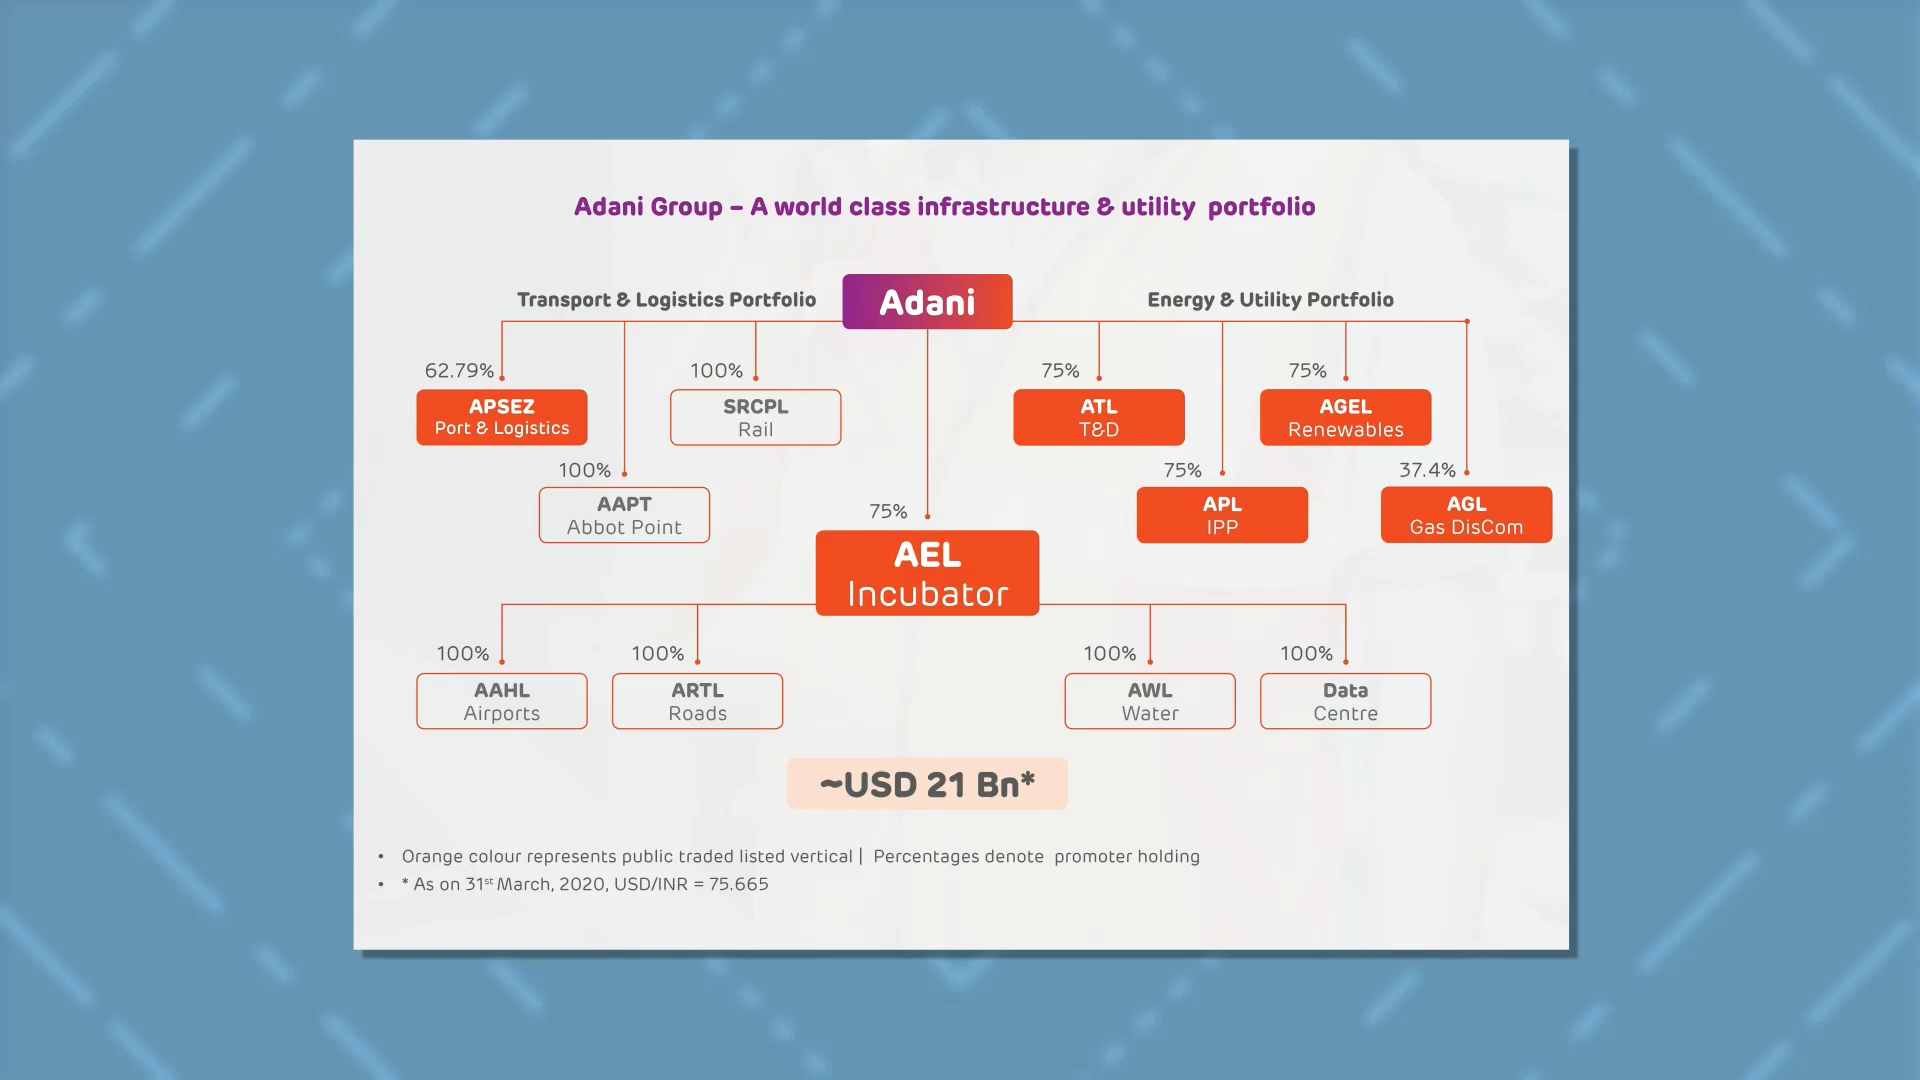 Adani Group – A world class infrastructure & utility portfolio
Transport & Logistics Portfolio
Adani
Energy & Utility Portfolio
62.79%
APSEZ
Port & Logistics
100%
AAPT
Abbot Point
100%
SRCPL
Rail
75%
ATL
T&D
75%
APL
IPP
75%
AGEL
Renewables
37.4%
AGL
Gas DisCom
75%
AEL
Incubator
100%
AAHL
Airports
100%
ARTL
Roads
100%
AWL
Water
100%
Data
Centre
~USD 21 Bn*
• Orange colour represents public traded listed vertical | Percentages denote promoter holding
• * As on 31st March, 2020, USD/INR = 75.665